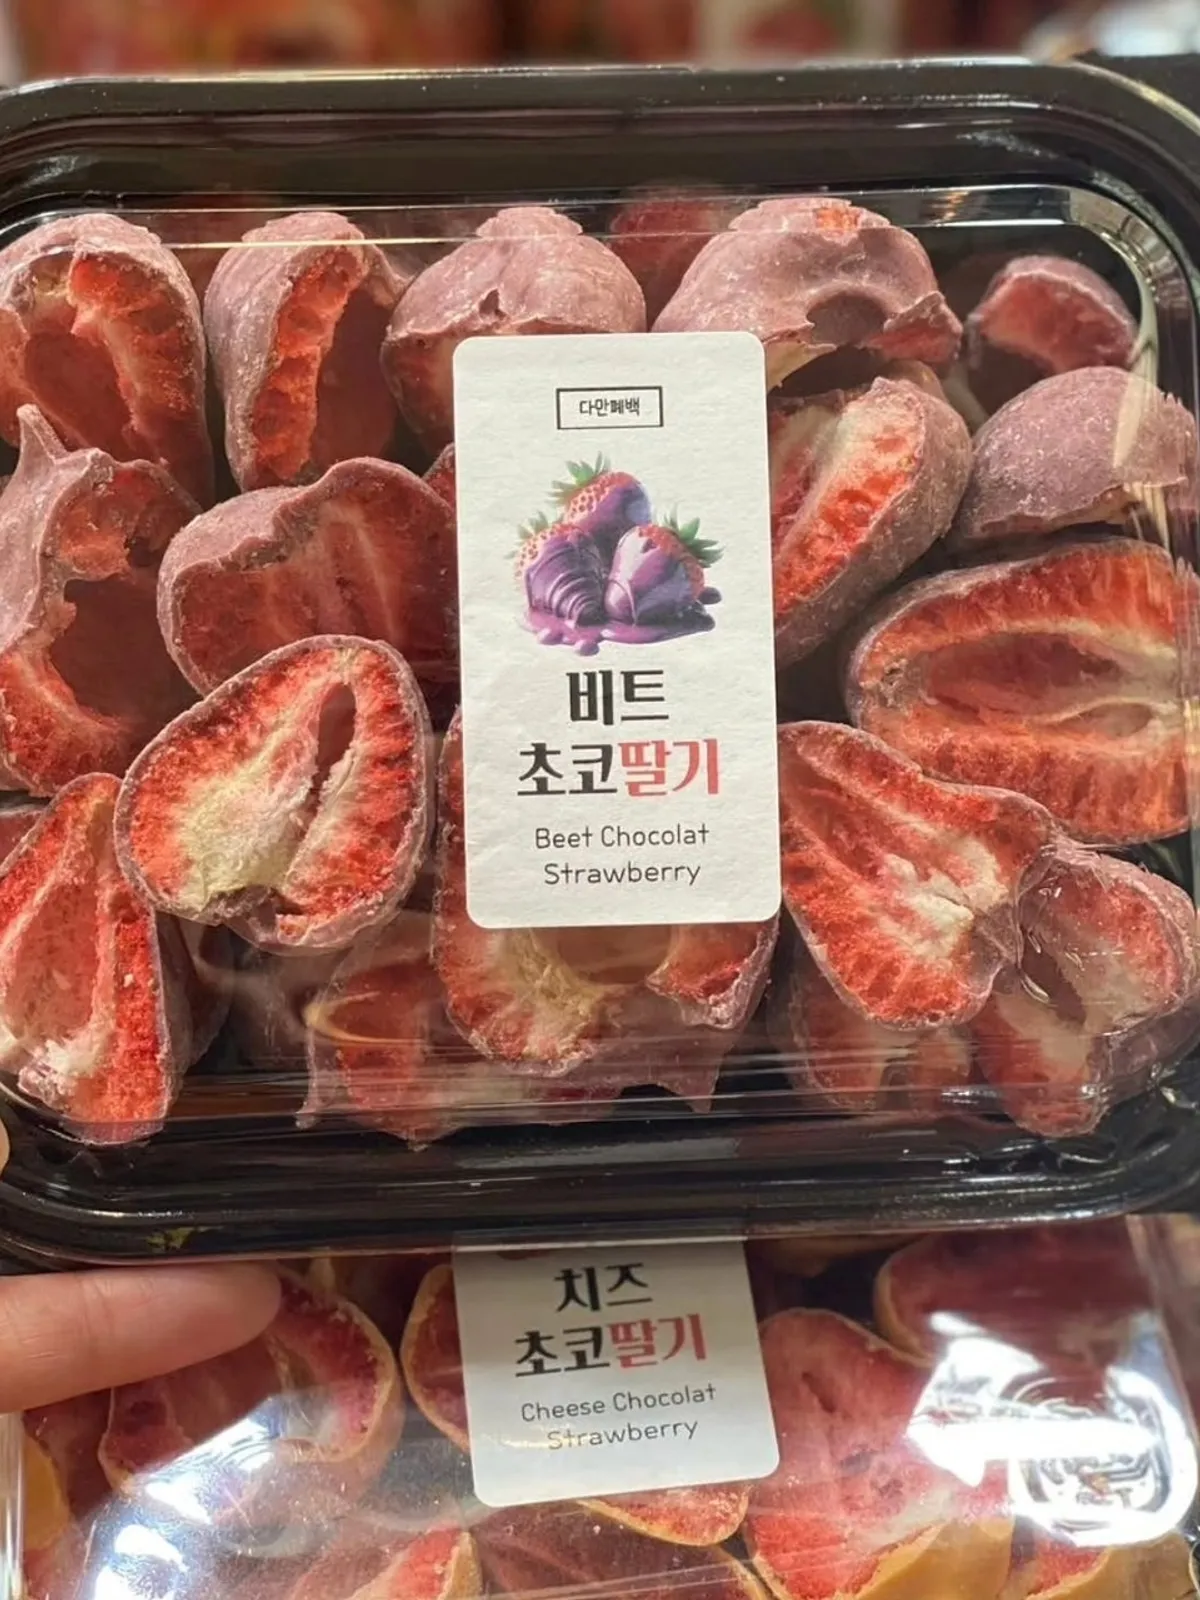 다만폐백
비트
초코딸기
Beet Chocolat
Strawberry
치즈
초코딸기
Cheese Chocolat
Strawberry